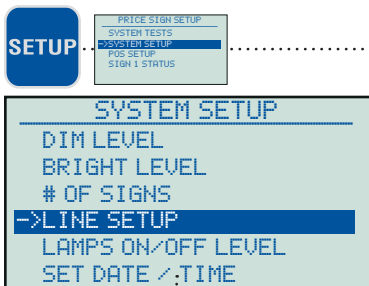 SETUP
PRICE SIGN SETUP
SYSTEM TESTS
->SYSTEM SETUP
POS SETUP
SIGN 1 STATUS
SYSTEM SETUP
DIM LEVEL
BRIGHT LEVEL
# OF SIGNS
->LINE SETUP
LAMPS ON/OFF LEVEL
SET DATE /:TIME